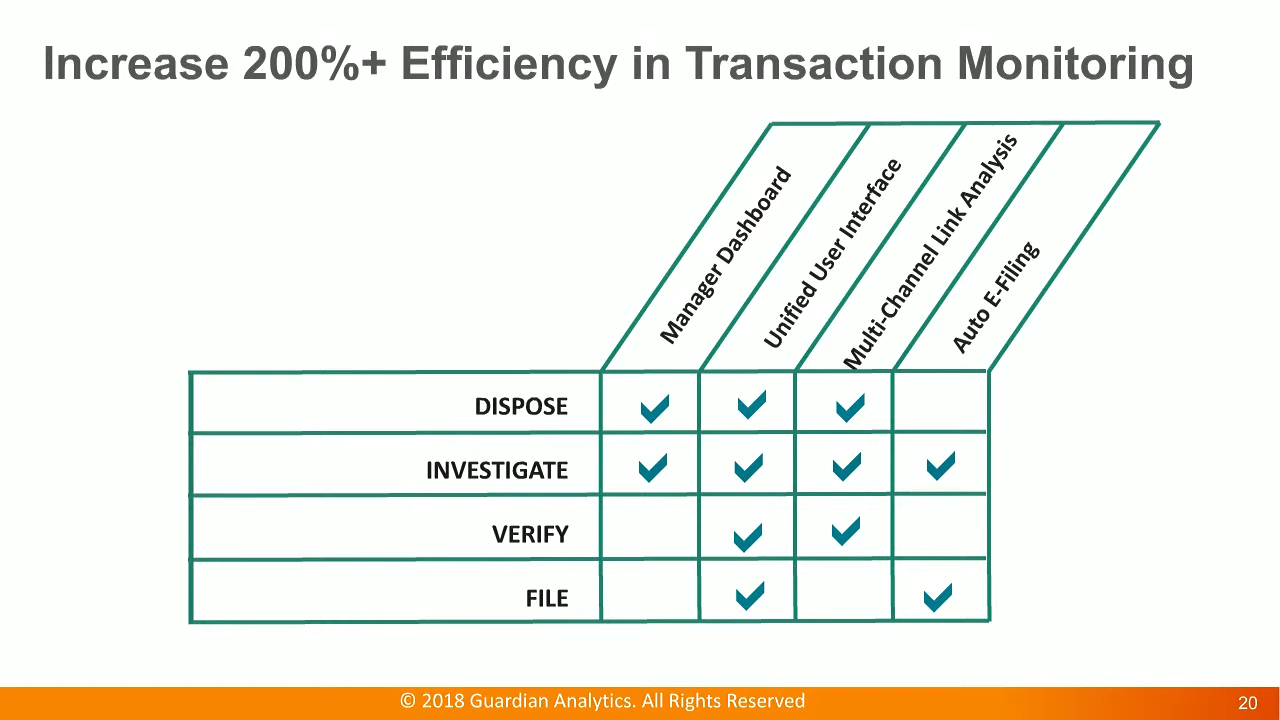 Increase 200%+ Efficiency in Transaction Monitoring
Manager Dashboard
Unified User Interface
Multi-Channel Link Analysis
Auto E-Filing
DISPOSE
INVESTIGATE
VERIFY
FILE
© 2018 Guardian Analytics. All Rights Reserved
20